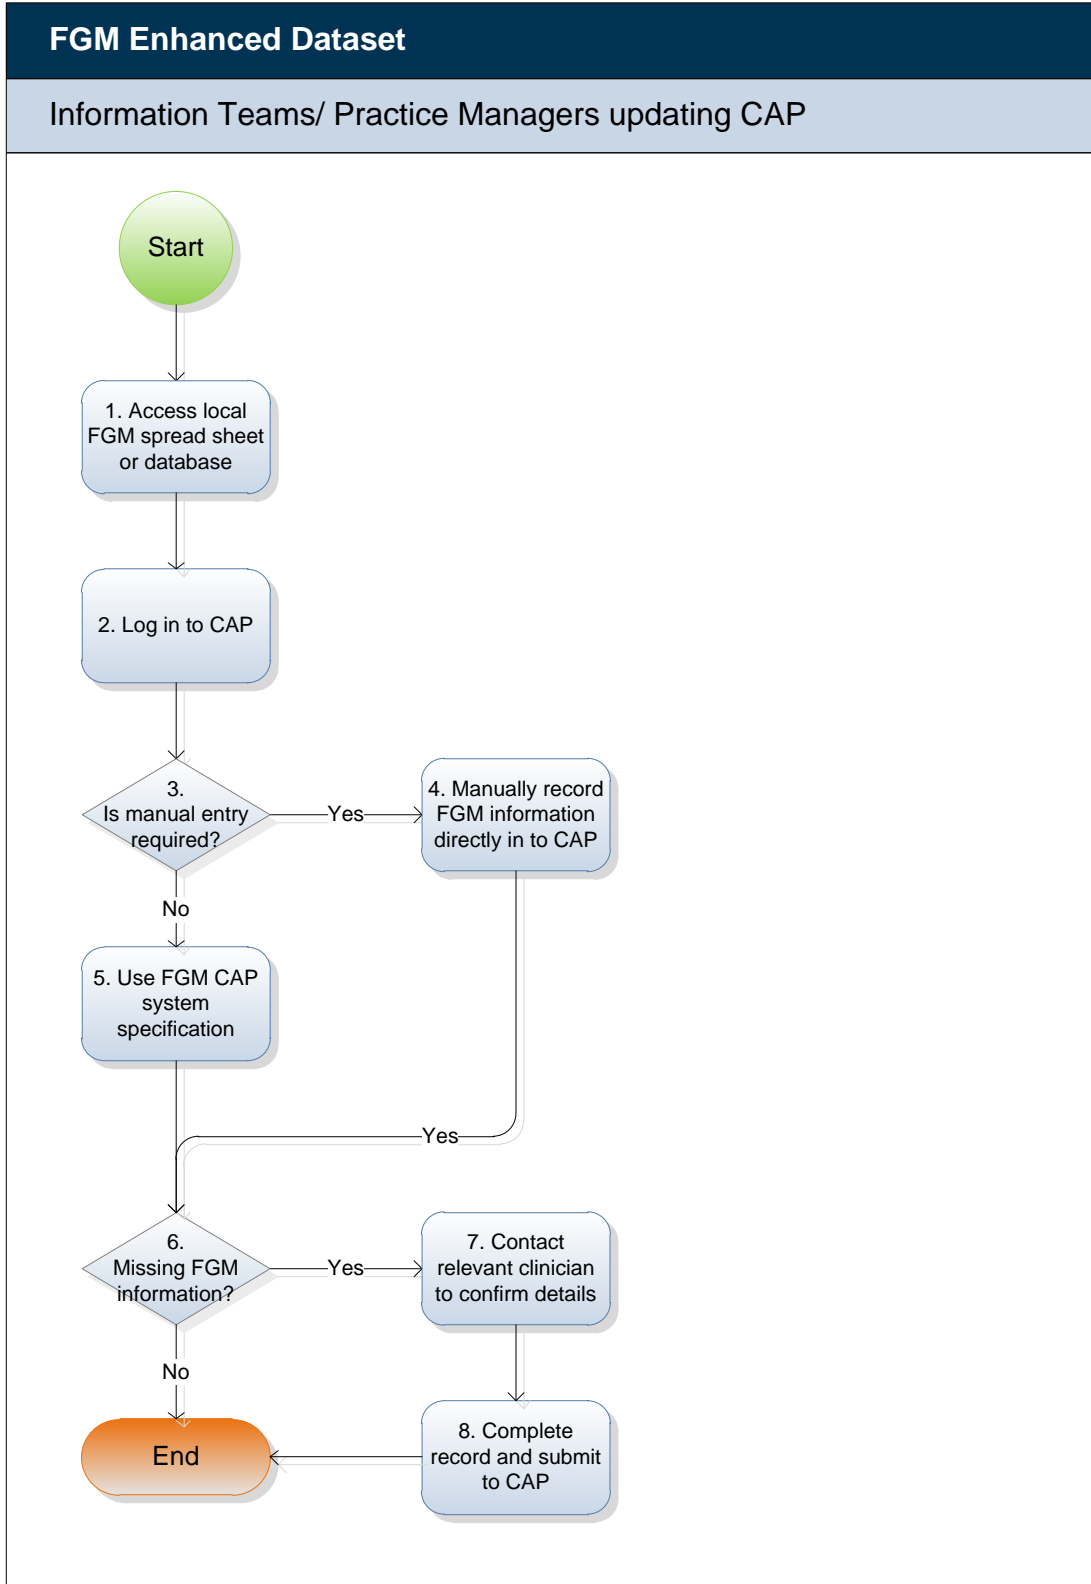 FGM Enhanced Dataset
Information Teams/ Practice Managers updating CAP
Start
1. Access local
FGM spread sheet
or database
2. Log in to CAP
3.
Is manual entry
required?
Yes
4. Manually record
FGM information
directly in to CAP
No
5. Use FGM CAP
system
specification
Yes
6.
Missing FGM
information?
Yes
7. Contact
relevant clinician
to confirm details
No
8. Complete
record and submit
to CAP
End